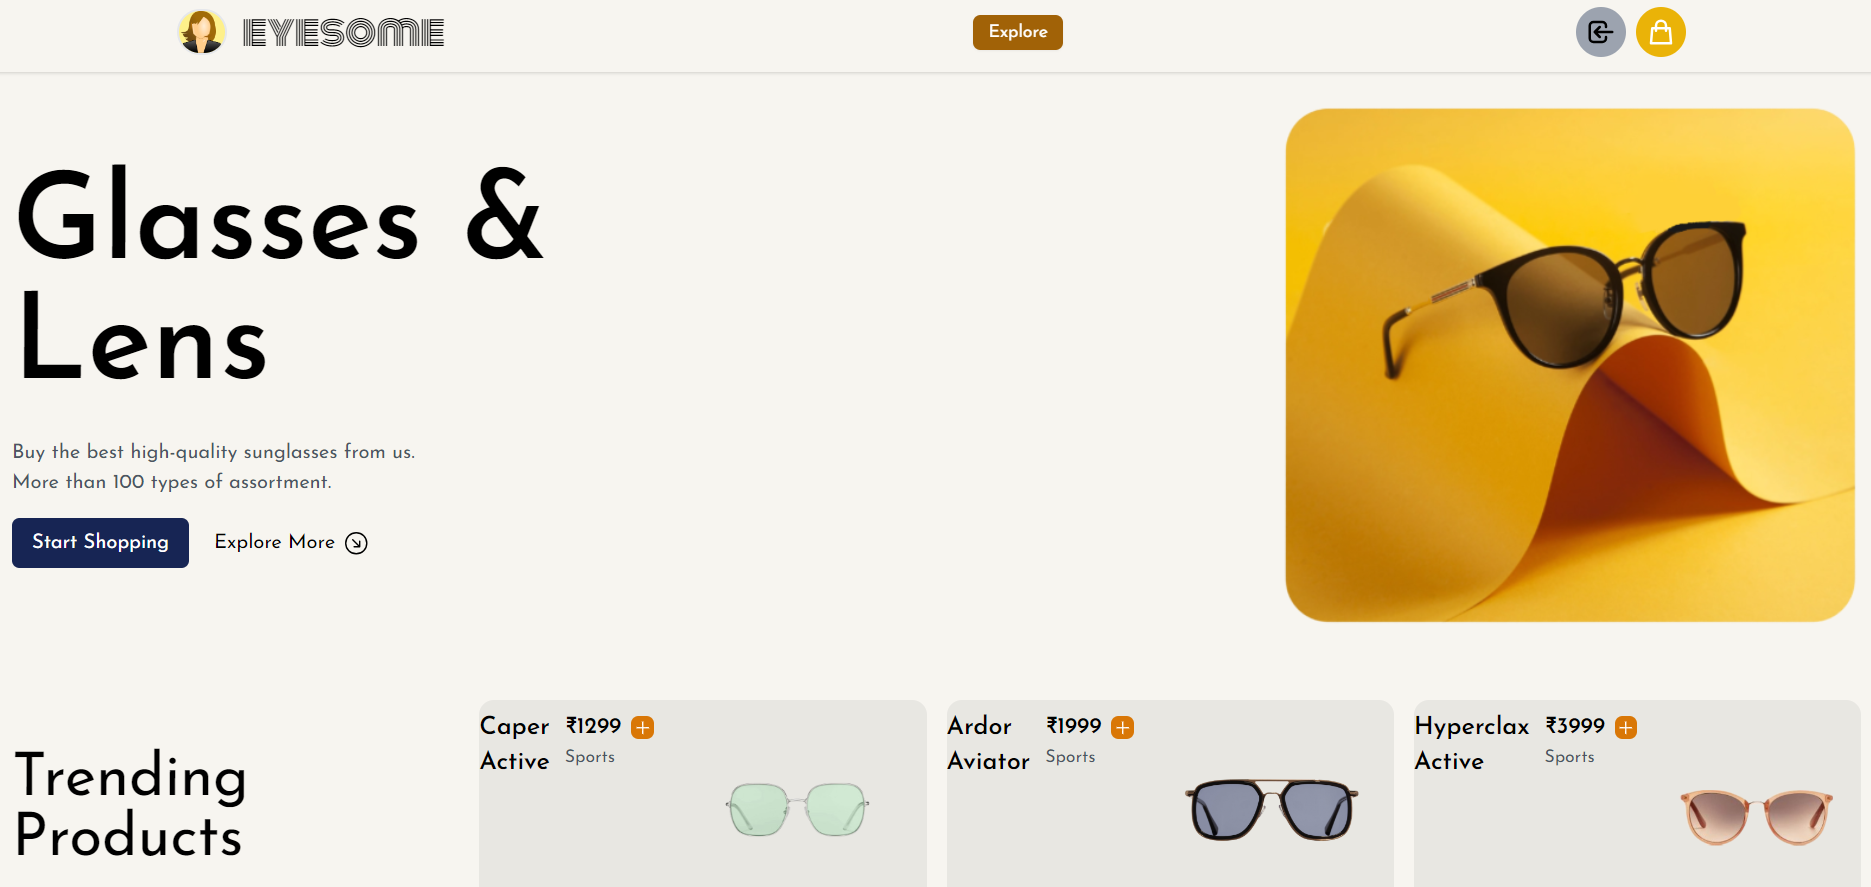 EYESOME
Explore
Glasses &
Lens
Buy the best high-quality sunglasses from us.
More than 100 types of assortment.
Start Shopping
Explore More
Trending
Products
Caper
Active
₹1299
Sports
Ardor
Aviator
₹1999
Sports
Hyperclax
Active
₹3999
Sports